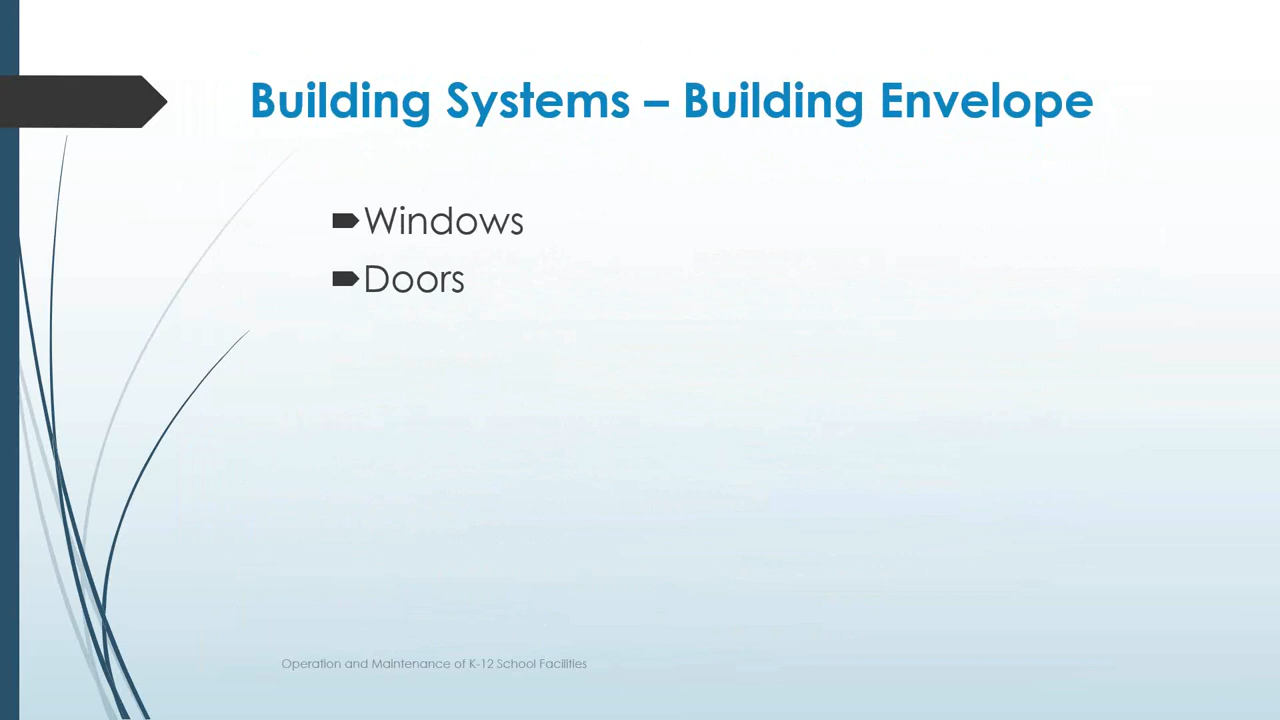 Building Systems – Building Envelope
Windows
Doors
Operation and Maintenance of K-12 School Facilities